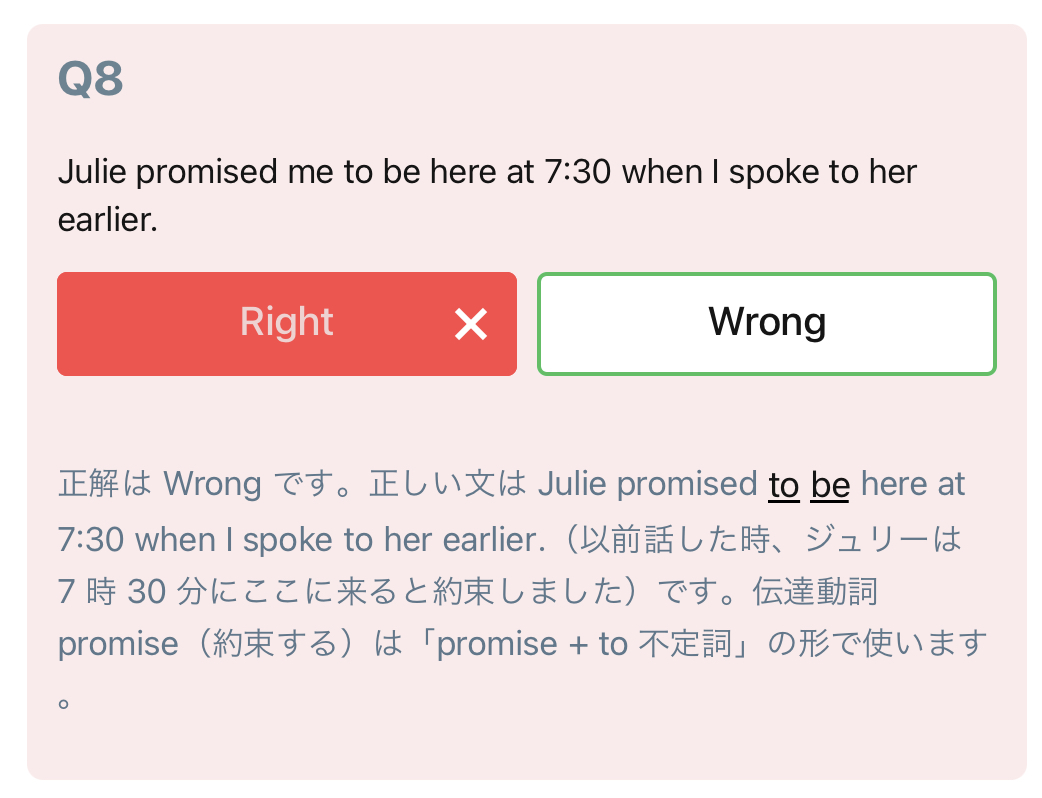 Q8
Julie promised me to be here at 7:30 when I spoke to her
earlier.
Right
Wrong
正解は Wrong です。正しい文は Julie promised to be here at
7:30 when I spoke to her earlier.（以前話した時、ジュリーは
7 時 30 分にここに来ると約束しました）です。伝達動詞
promise（約束する）は「promise + to 不定詞」の形で使います
。